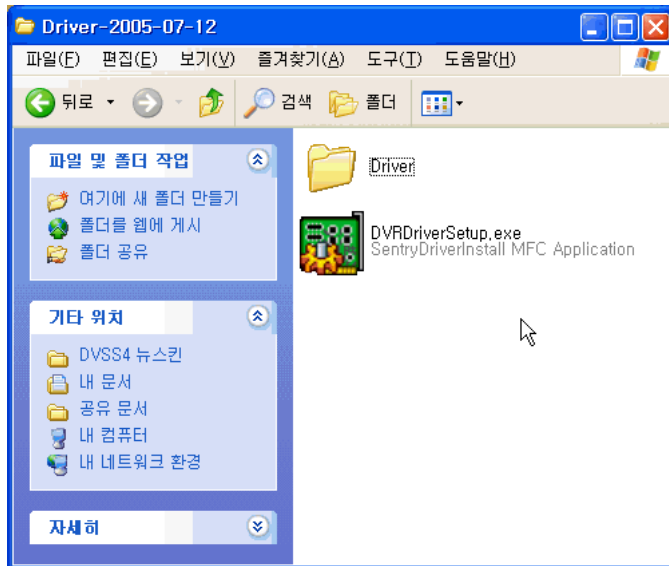 Driver-2005-07-12
파일(F) 편집(E) 보기(V) 즐겨찾기(A) 도구(T) 도움말(H)
뒤로 검색 폴더
파일 및 폴더 작업
여기에 새 폴더 만들기
폴더를 웹에 게시
폴더 공유
기타 위치
DVSS4 뉴스킨
내 문서
공유 문서
내 컴퓨터
내 네트워크 환경
자세히
Driver
DVRDriverSetup.exe
SentryDriverInstall MFC Application